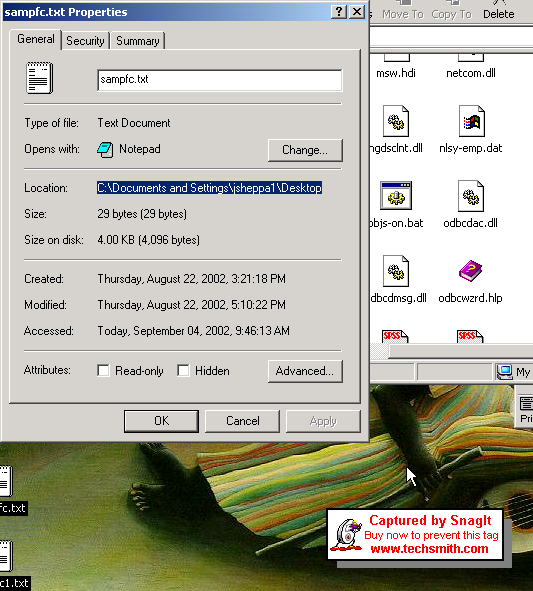 sampfc.txt Properties
General
Security
Summary
sampfc.txt
Type of file: Text Document
Opens with: Notepad
Change...
Location: C:\Documents and Settings\jsheppa1\Desktop
Size: 29 bytes (29 bytes)
Size on disk: 4.00 KB (4,096 bytes)
Created: Thursday, August 22, 2002, 3:21:18 PM
Modified: Thursday, August 22, 2002, 5:10:22 PM
Accessed: Today, September 04, 2002, 9:46:13 AM
Attributes: Read-only Hidden Advanced...
OK Cancel Apply
s Move To Copy To Delete
msw.hdi netcom.dll
ngdsclnt.dll nlsy-emp.dat
objs-on.bat odbcdac.dll
dbcdmsg.dll odbcwzrd.hlp
SPSS SPSS
My
Pri
fc.txt
c1.txt
Captured by SnagIt
Buy now to prevent this tag
www.techsmith.com